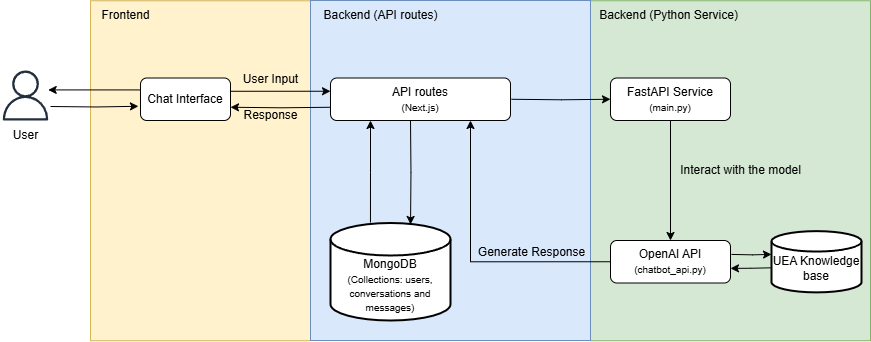 Frontend
Backend (API routes)
Backend (Python Service)
User
Chat Interface
User Input
Response
API routes
(Next.js)
FastAPI Service
(main.py)
Interact with the model
MongoDB
(Collections: users,
conversations and
messages)
Generate Response
OpenAI API
(chatbot_api.py)
UEA Knowledge
base